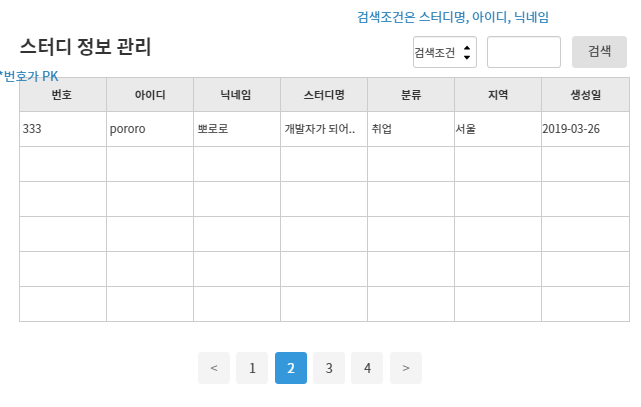 검색조건은 스터디명, 아이디, 닉네임
스터디 정보 관리 검색조건 검색
*번호가 PK
번호 아이디 닉네임 스터디명 분류 지역 생성일
333 pororo 뽀로로 개발자가 되어.. 취업 서울 2019-03-26
< 1 2 3 4 >